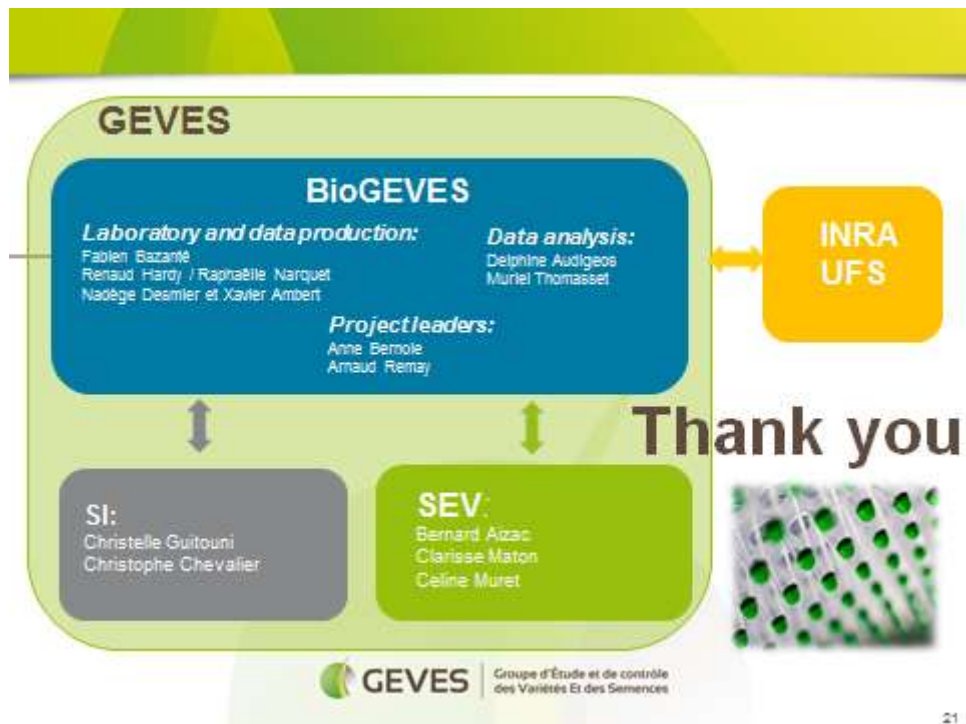 GEVES
BioGEVES
Laboratory and data production:
Fabien Bazanté
Renaud Hardy / Raphaëlle Narquet
Nadège Desmier et Xavier Ambert
Data analysis:
Delphine Audigeos
Muriel Thomasset
Project leaders:
Anne Bernole
Arnaud Remay
INRA
UFS
Thank you
SI:
Christelle Guitouni
Christophe Chevalier
SEV:
Bernard Aizac
Clarisse Maton
Celine Muret
GEVES
Groupe d'Étude et de contrôle
des Variétés Et des Semences
21